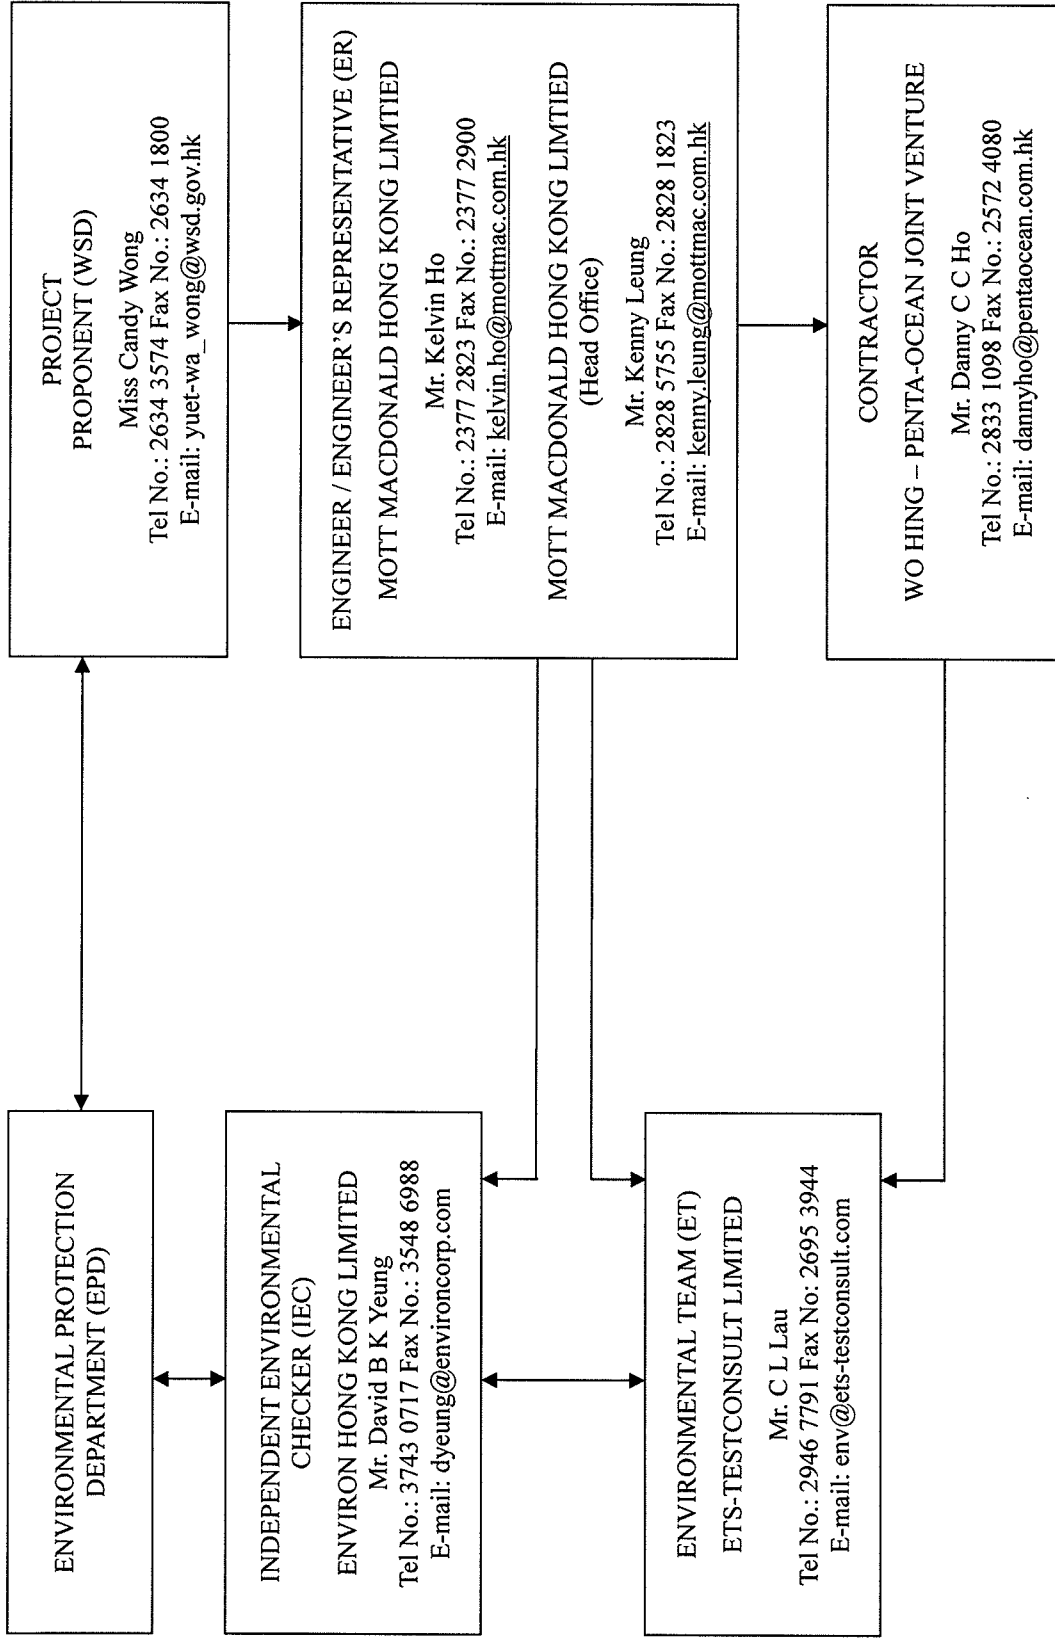 ENVIRONMENTAL PROTECTION
DEPARTMENT (EPD)
PROJECT
PROPONENT (WSD)
Miss Candy Wong
Tel No.: 2634 3574 Fax No.: 2634 1800
E-mail: yuet-wa_wong@wsd.gov.hk
INDEPENDENT ENVIRONMENTAL
CHECKER (IEC)
ENVIRON HONG KONG LIMITED
Mr. David B K Yeung
Tel No.: 3743 0717 Fax No.: 3548 6988
E-mail: dyeung@environcorp.com
ENGINEER / ENGINEER'S REPRESENTATIVE (ER)
MOTT MACDONALD HONG KONG LIMTIED
Mr. Kelvin Ho
Tel No.: 2377 2823 Fax No.: 2377 2900
E-mail: kelvin.ho@mottmac.com.hk
MOTT MACDONALD HONG KONG LIMTIED
(Head Office)
Mr. Kenny Leung
Tel No.: 2828 5755 Fax No.: 2828 1823
E-mail: kenny.leung@mottmac.com.hk
ENVIRONMENTAL TEAM (ET)
ETS-TESTCONSULT LIMITED
Mr. C L Lau
Tel No.: 2946 7791 Fax No: 2695 3944
E-mail: env@ets-testconsult.com
CONTRACTOR
WO HING – PENTA-OCEAN JOINT VENTURE
Mr. Danny C C Ho
Tel No.: 2833 1098 Fax No.: 2572 4080
E-mail: dannyho@pentaocean.com.hk